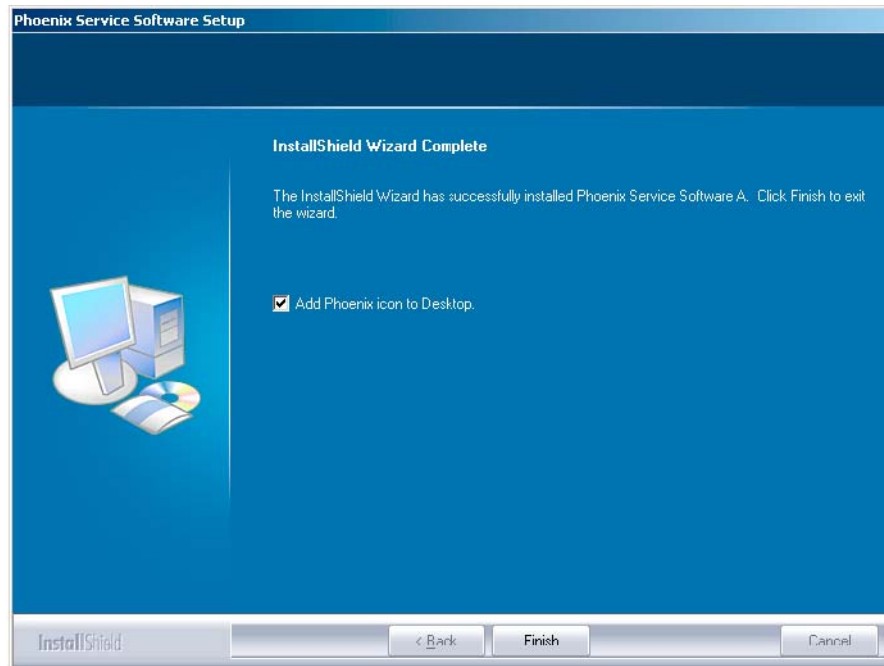 Phoenix Service Software Setup
InstallShield Wizard Complete
The InstallShield Wizard has successfully installed Phoenix Service Software A. Click Finish to exit
the wizard.
Add Phoenix icon to Desktop.
InstallShield
< Back
Finish
Cancel